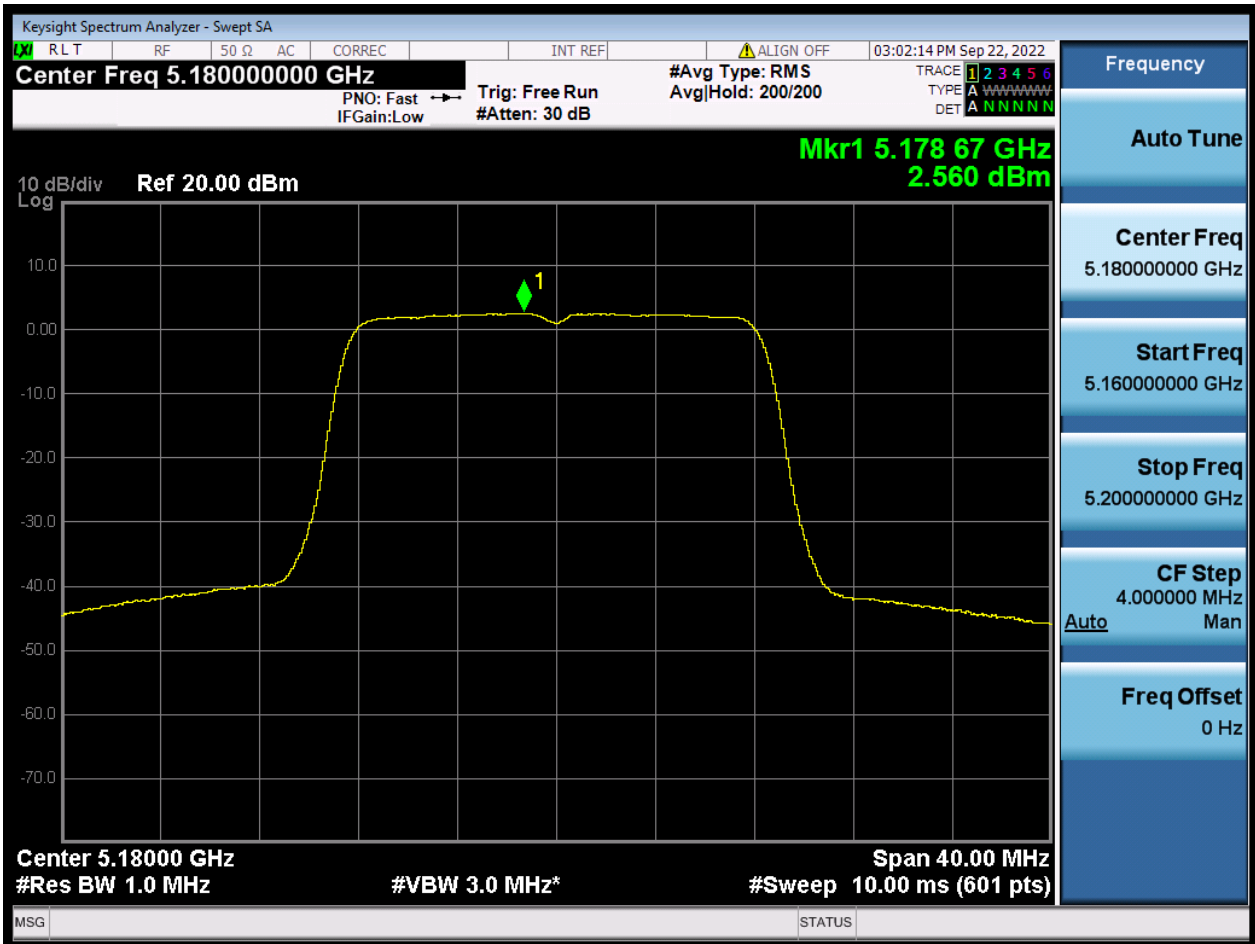 Keysight Spectrum Analyzer - Swept SA
LXI RLT RF 50 Ω AC CORREC INT REF ALIGN OFF 03:02:14 PM Sep 22, 2022
Center Freq 5.180000000 GHz
PNO: Fast
IFGain:Low
Trig: Free Run
#Atten: 30 dB
#Avg Type: RMS
Avg|Hold: 200/200
TRACE 1 2 3 4 5 6
TYPE A WWWWW
DET A N N N N N
Mkr1 5.178 67 GHz
2.560 dBm
10 dB/div Ref 20.00 dBm
Log
1
10.0
0.00
-10.0
-20.0
-30.0
-40.0
-50.0
-60.0
-70.0
Center 5.18000 GHz Span 40.00 MHz
#Res BW 1.0 MHz #VBW 3.0 MHz* #Sweep 10.00 ms (601 pts)
MSG STATUS
Frequency
Auto Tune
Center Freq
5.180000000 GHz
Start Freq
5.160000000 GHz
Stop Freq
5.200000000 GHz
CF Step
4.000000 MHz
Auto Man
Freq Offset
0 Hz